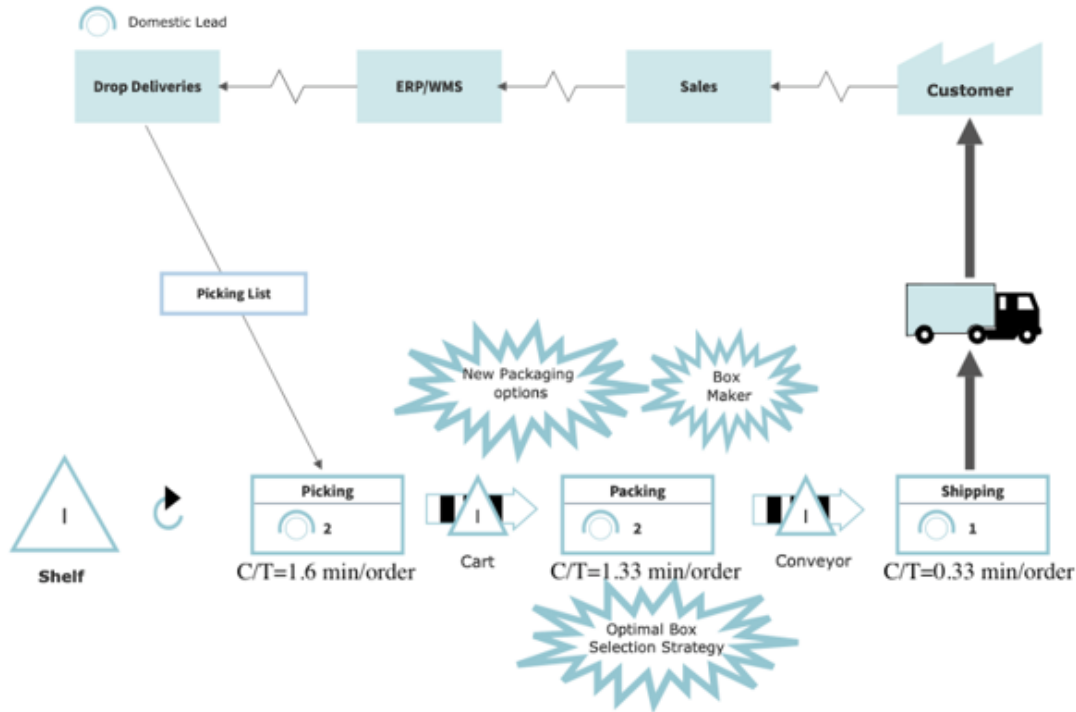 Domestic Lead
Drop Deliveries
ERP/WMS
Sales
Customer
Picking List
New Packaging
options
Box
Maker
I
Shelf
Picking
2
C/T=1.6 min/order
I
Cart
Packing
2
C/T=1.33 min/order
I
Conveyor
Shipping
1
C/T=0.33 min/order
Optimal Box
Selection Strategy